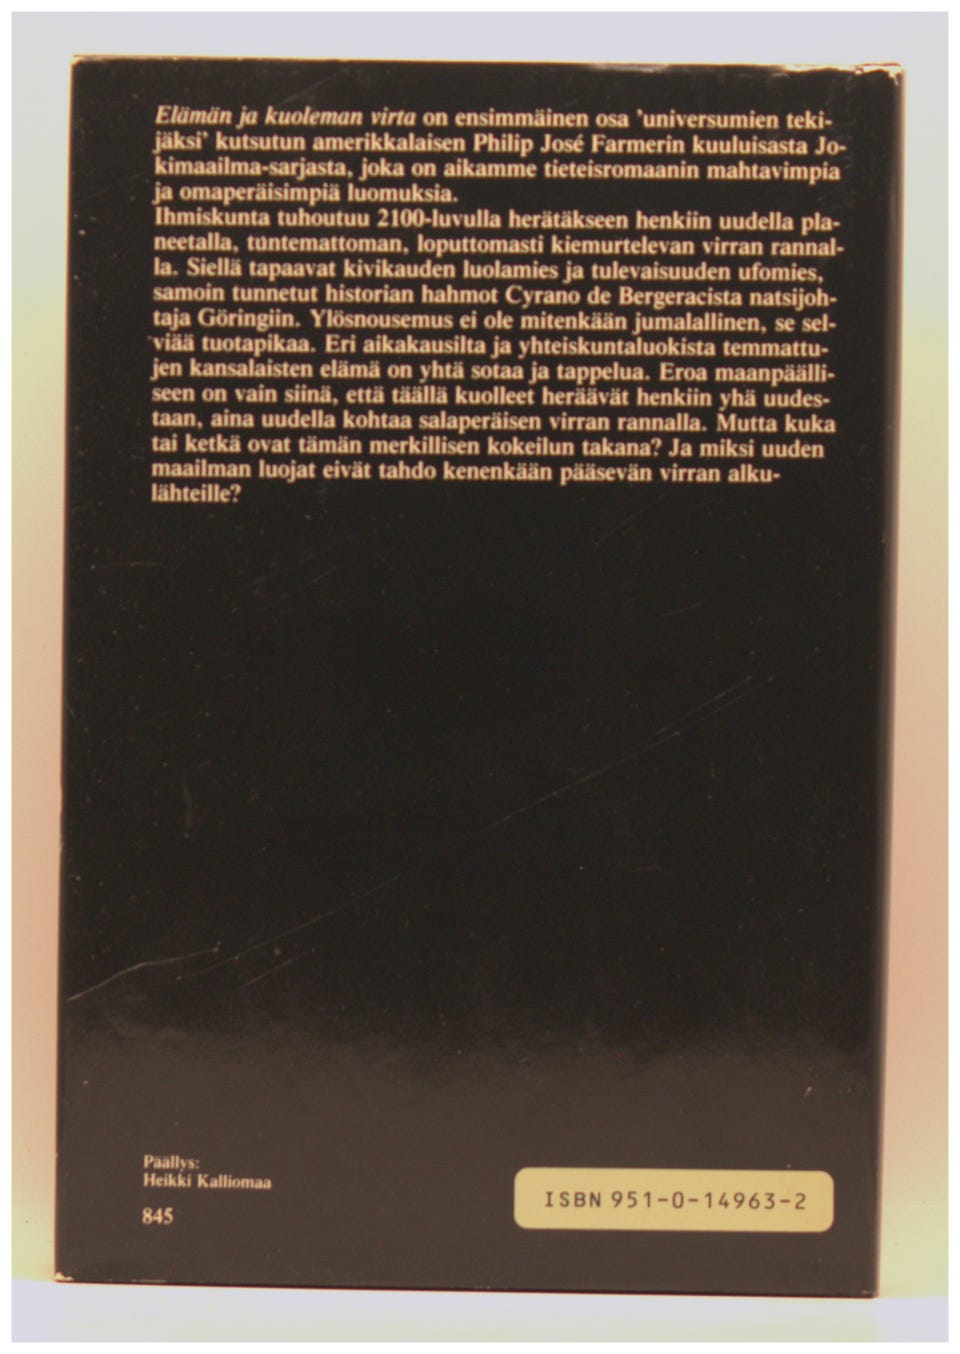 Elämän ja kuoleman virta on ensimmäinen osa 'universumien teki-
jäksi' kutsutun amerikkalaisen Philip José Farmerin kuuluisasta Jo-
kimaailma-sarjasta, joka on aikamme tieteisromaanin mahtavimpia
ja omaperäisimpiä luomuksia.
Ihmiskunta tuhoutuu 2100-luvulla herätäkseen henkiin uudella pla-
neetalla, tuntemattoman, loputtomasti kiemurtelevan virran rannal-
la. Siellä tapaavat kivikauden luolamies ja tulevaisuuden ufomies,
samoin tunnetut historian hahmot Cyrano de Bergeracista natsijoh-
taja Göringiin. Ylösnousemus ei ole mitenkään jumalallinen, se sel-
viää tuotapikaa. Eri aikakausilta ja yhteiskuntaluokista temmattu-
jen kansalaisten elämä on yhtä sotaa ja tappelua. Eroa maanpäälli-
seen on vain siinä, että täällä kuolleet heräävät henkiin yhä uudes-
taan, aina uudella kohtaa salaperäisen virran rannalla. Mutta kuka
tai ketkä ovat tämän merkillisen kokeilun takana? Ja miksi uuden
maailman luojat eivät tahdo kenenkään pääsevän virran alku-
lähteille?
Päällys:
Heikki Kalliomaa
845
ISBN 951-0-14963-2